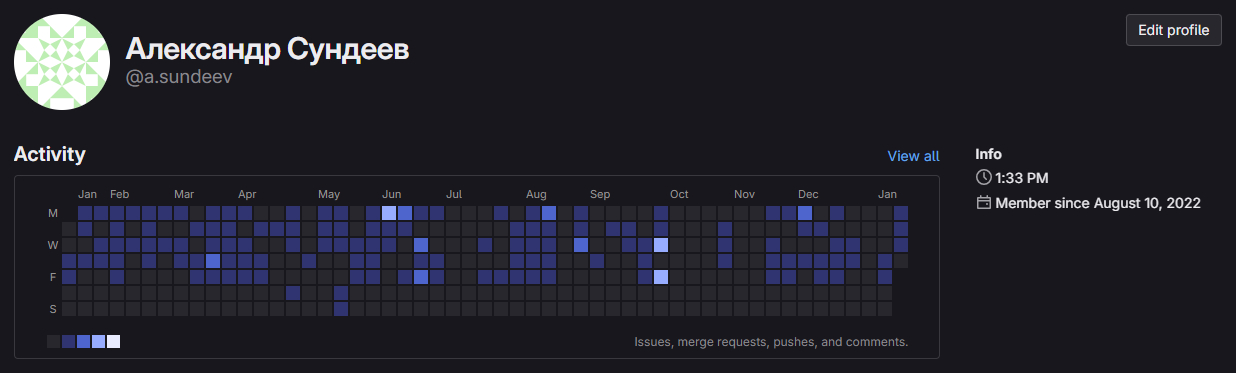 Александр Сундеев
@a.sundeev
Edit profile
Activity
View all
Jan Feb Mar Apr May Jun Jul Aug Sep Oct Nov Dec Jan
M
W
F
S
Issues, merge requests, pushes, and comments.
Info
1:33 PM
Member since August 10, 2022